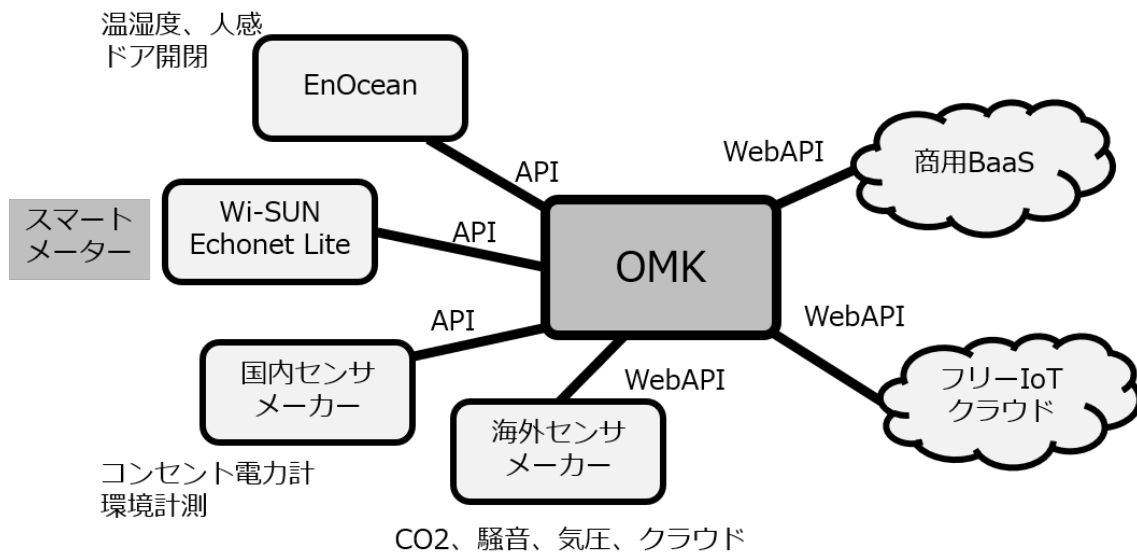 温湿度、人感
ドア開閉
EnOcean
API
WebAPI
商用BaaS
スマート
メーター
Wi-SUN
Echonet Lite
API
OMK
API
WebAPI
国内センサ
メーカー
WebAPI
海外センサ
メーカー
フリーIoT
クラウド
コンセント電力計
環境計測
CO2、騒音、気圧、クラウド